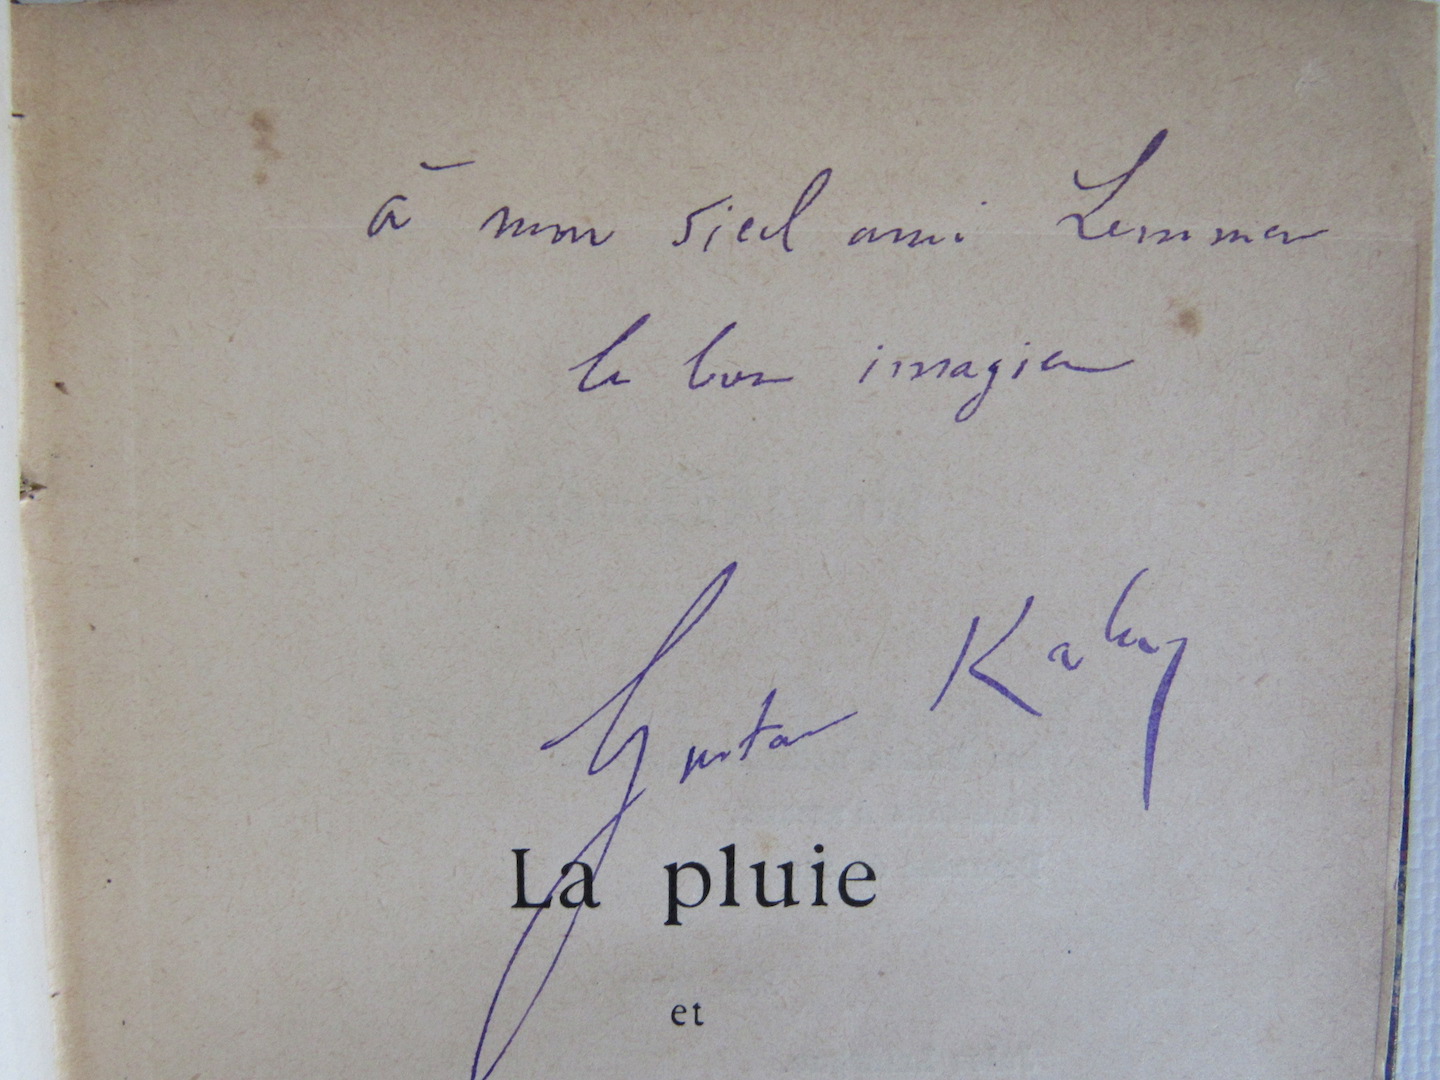 à mon vieil ami Lemmen
le bon imagier
Gustave Kahn
La pluie
et